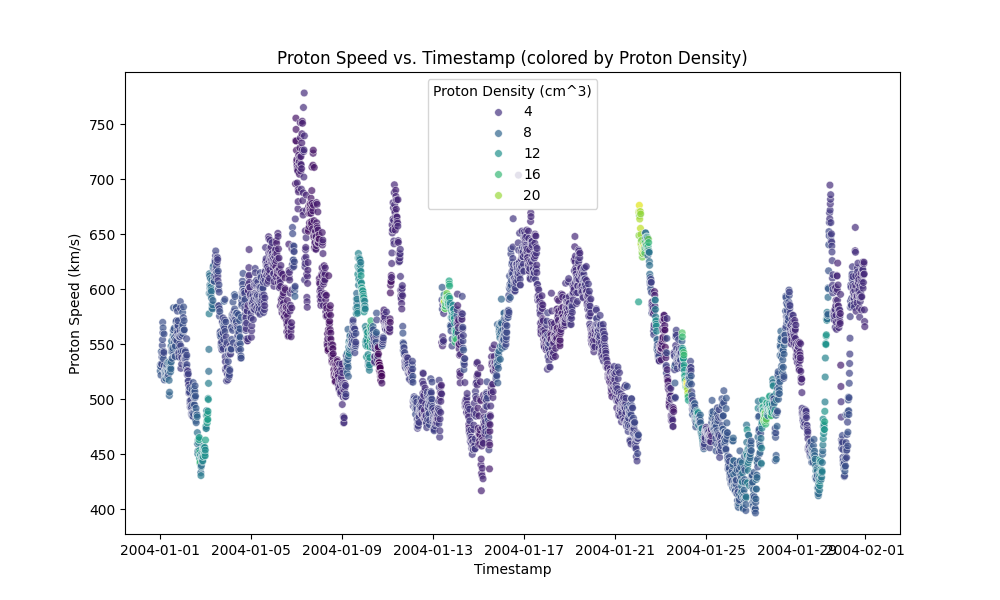 Proton Speed vs. Timestamp (colored by Proton Density)
Proton Density (cm^3)
4
8
12
16
20
Proton Speed (km/s)
750
700
650
600
550
500
450
400
2004-01-01 2004-01-05 2004-01-09 2004-01-13 2004-01-17 2004-01-21 2004-01-25 2004-01-29 2004-02-01
Timestamp